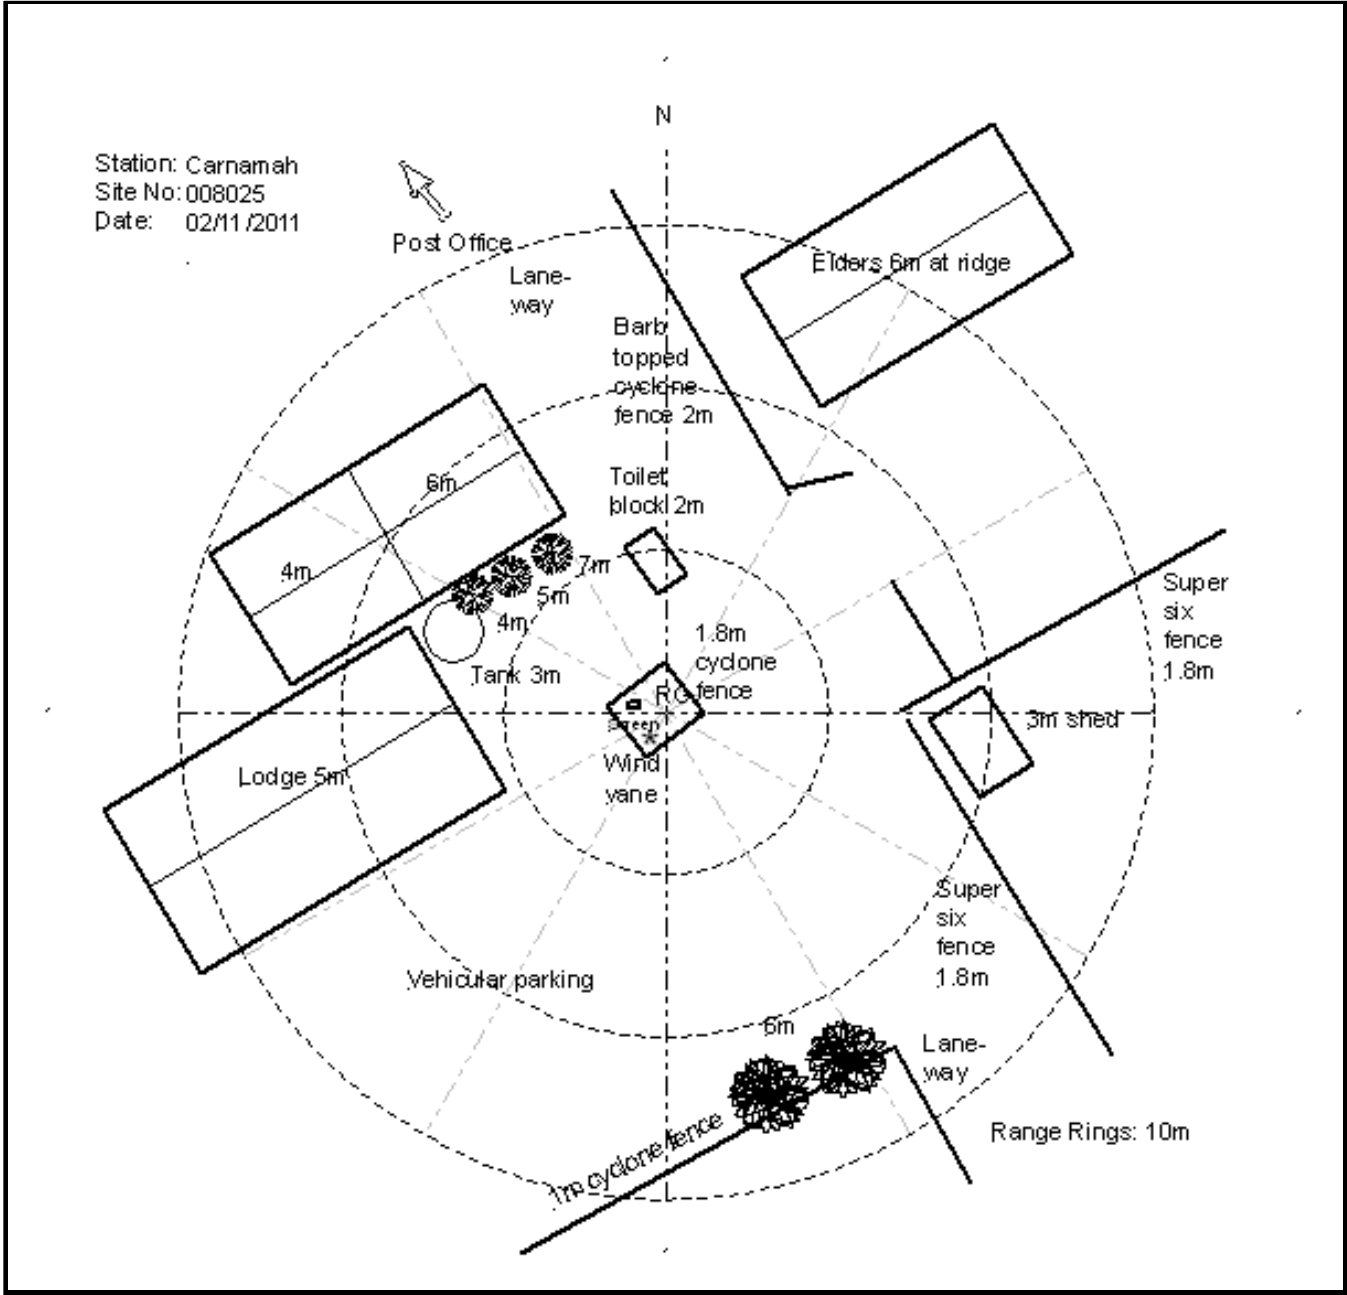 N
Station: Carnamah
Site No: 008025
Date: 02/11/2011
Post Office
Lane-
way
Elders 6m at ridge
Barb
topped
cyclone
fence 2m
6m
4m
Toilet
block 2m
7m
5m
4m
Tank 3m
1.8m
cyclone
fence
RG
Screen
Wind
vane
Super
six
fence
1.8m
3m shed
Lodge 5m
Super
six
fence
1.8m
Vehicular parking
6m
Lane-
way
1m cyclone fence
Range Rings: 10m